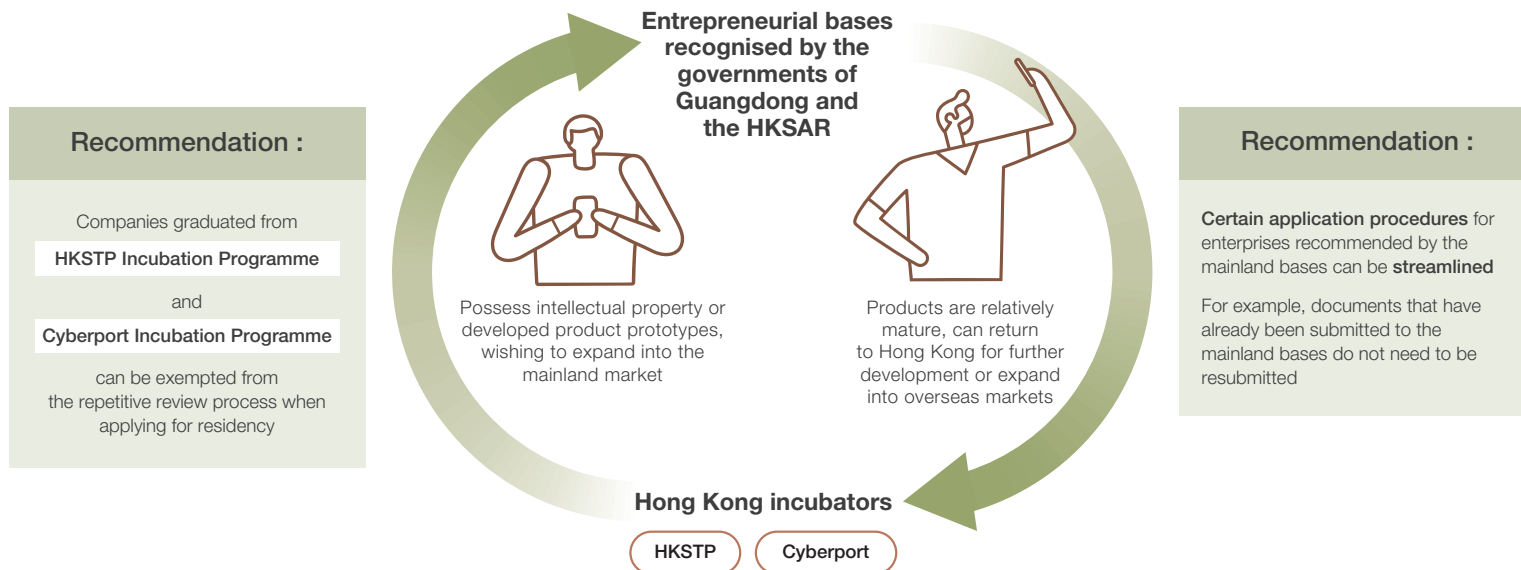 Entrepreneurial bases
recognised by the
governments of
Guangdong and
the HKSAR
Recommendation :
Companies graduated from
HKSTP Incubation Programme
and
Cyberport Incubation Programme
can be exempted from
the repetitive review process when
applying for residency
Possess intellectual property or
developed product prototypes,
wishing to expand into the
mainland market
Products are relatively
mature, can return
to Hong Kong for further
development or expand
into overseas markets
Recommendation :
Certain application procedures for
enterprises recommended by the
mainland bases can be streamlined
For example, documents that have
already been submitted to the
mainland bases do not need to be
resubmitted
Hong Kong incubators
HKSTP
Cyberport